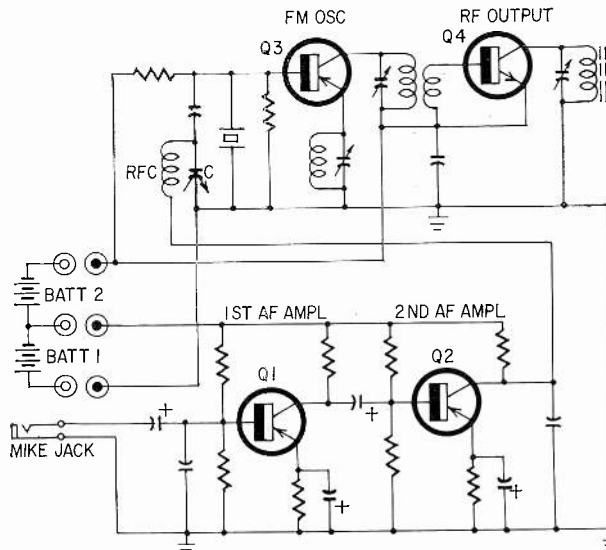 FM OSC
RF OUTPUT
Q3
Q4
RFC
C
BATT 2
1ST AF AMPL
2ND AF AMPL
BATT 1
Q1
Q2
+
+
+
+
MIKE JACK